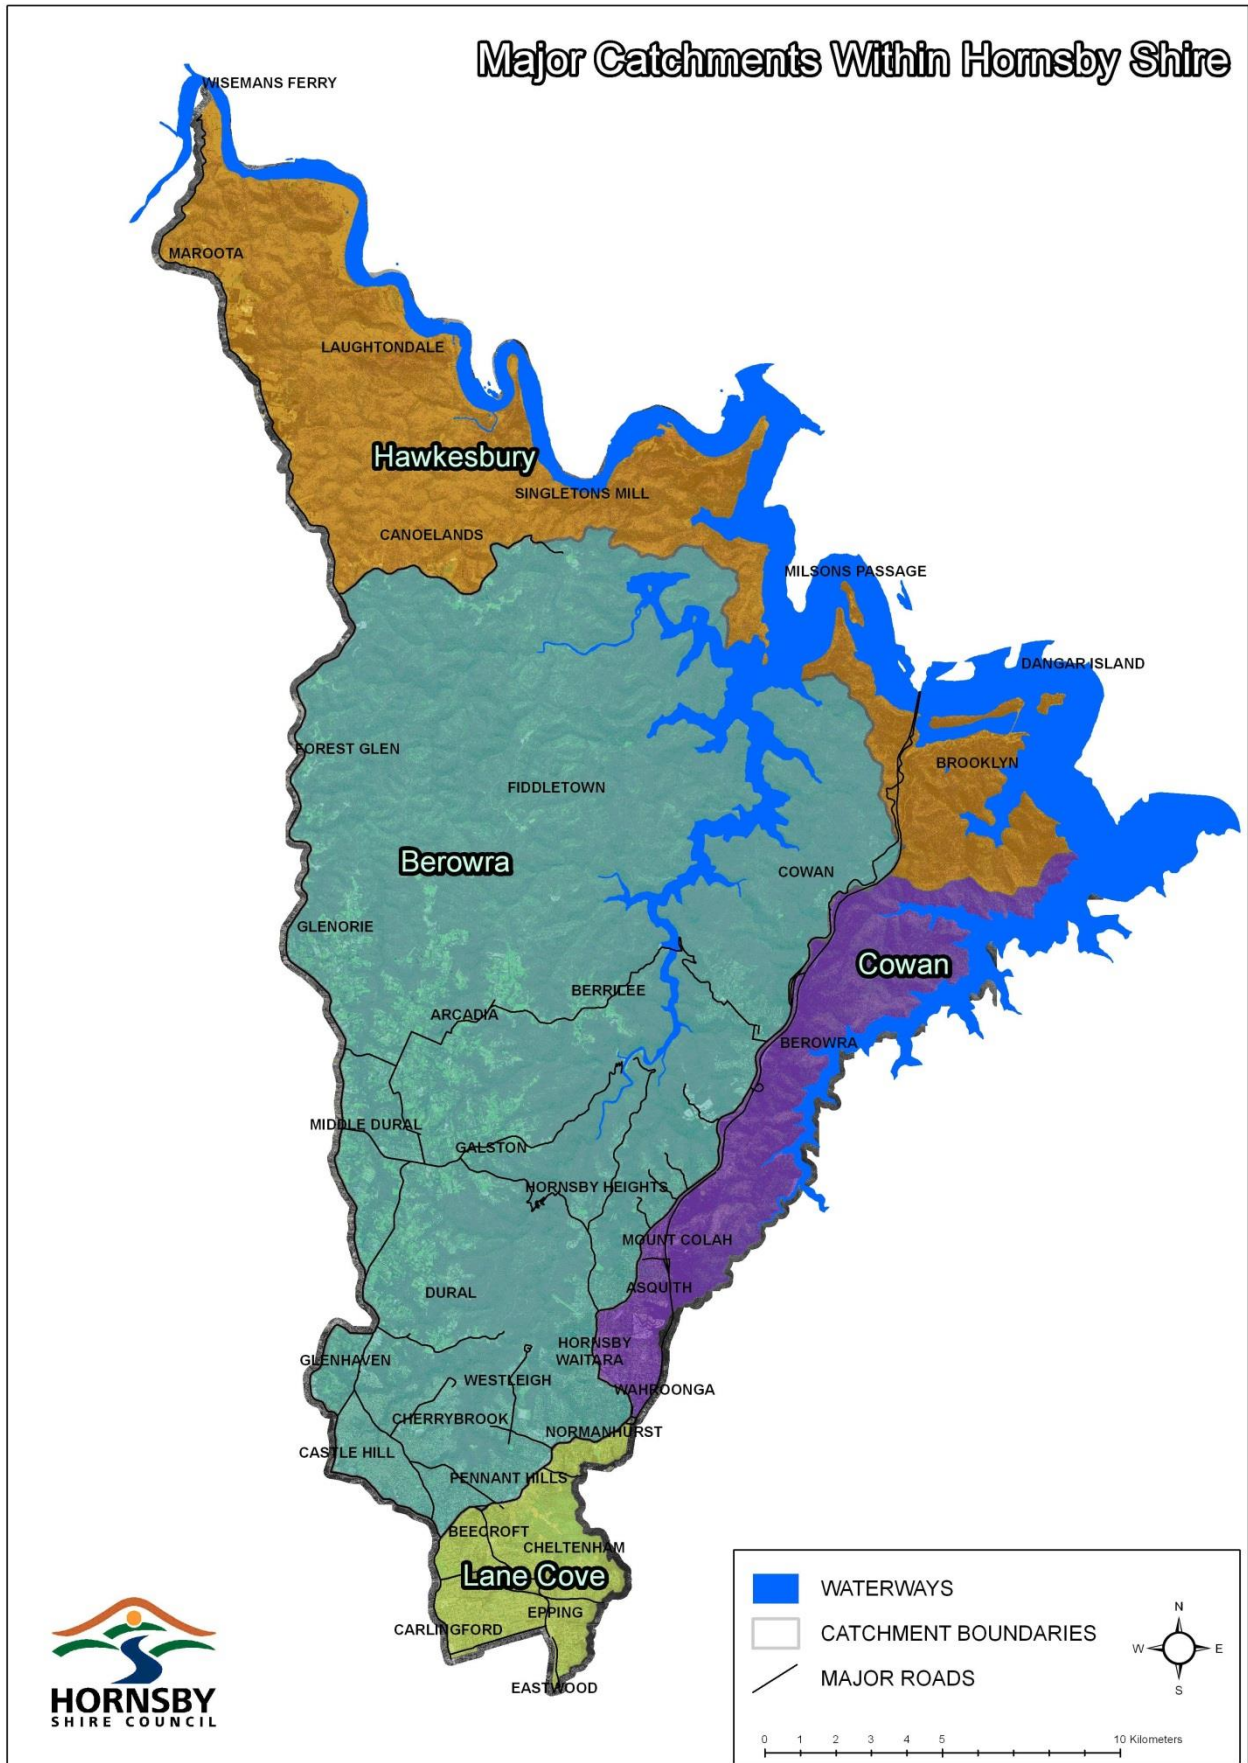 Major Catchments Within Hornsby Shire
WISEMANS FERRY
MAROOTA
LAUGHTONDALE
Hawkesbury
SINGLETONS MILL
CANOELANDS
MILSONS PASSAGE
DANGAR ISLAND
FOREST GLEN
BROOKLYN
FIDDLETOWN
Berowra
COWAN
GLENORIE
Cowan
BERRILEE
ARCADIA
BEROWRA
MIDDLE DURAL
GALSTON
HORNSBY HEIGHTS
MOUNT COLAH
ASQUITH
DURAL
HORNSBY
WAITARA
GLENHAVEN
WESTLEIGH
WAHROONGA
CHERRYBROOK
NORMANHURST
CASTLE HILL
PENNANT HILLS
BEECROFT
CHELTENHAM
Lane Cove
EPPING
CARLINGFORD
EASTWOOD
WATERWAYS
CATCHMENT BOUNDARIES
MAJOR ROADS
N
W E
S
0 1 2 3 4 5 10 Kilometers
HORNSBY
SHIRE COUNCIL